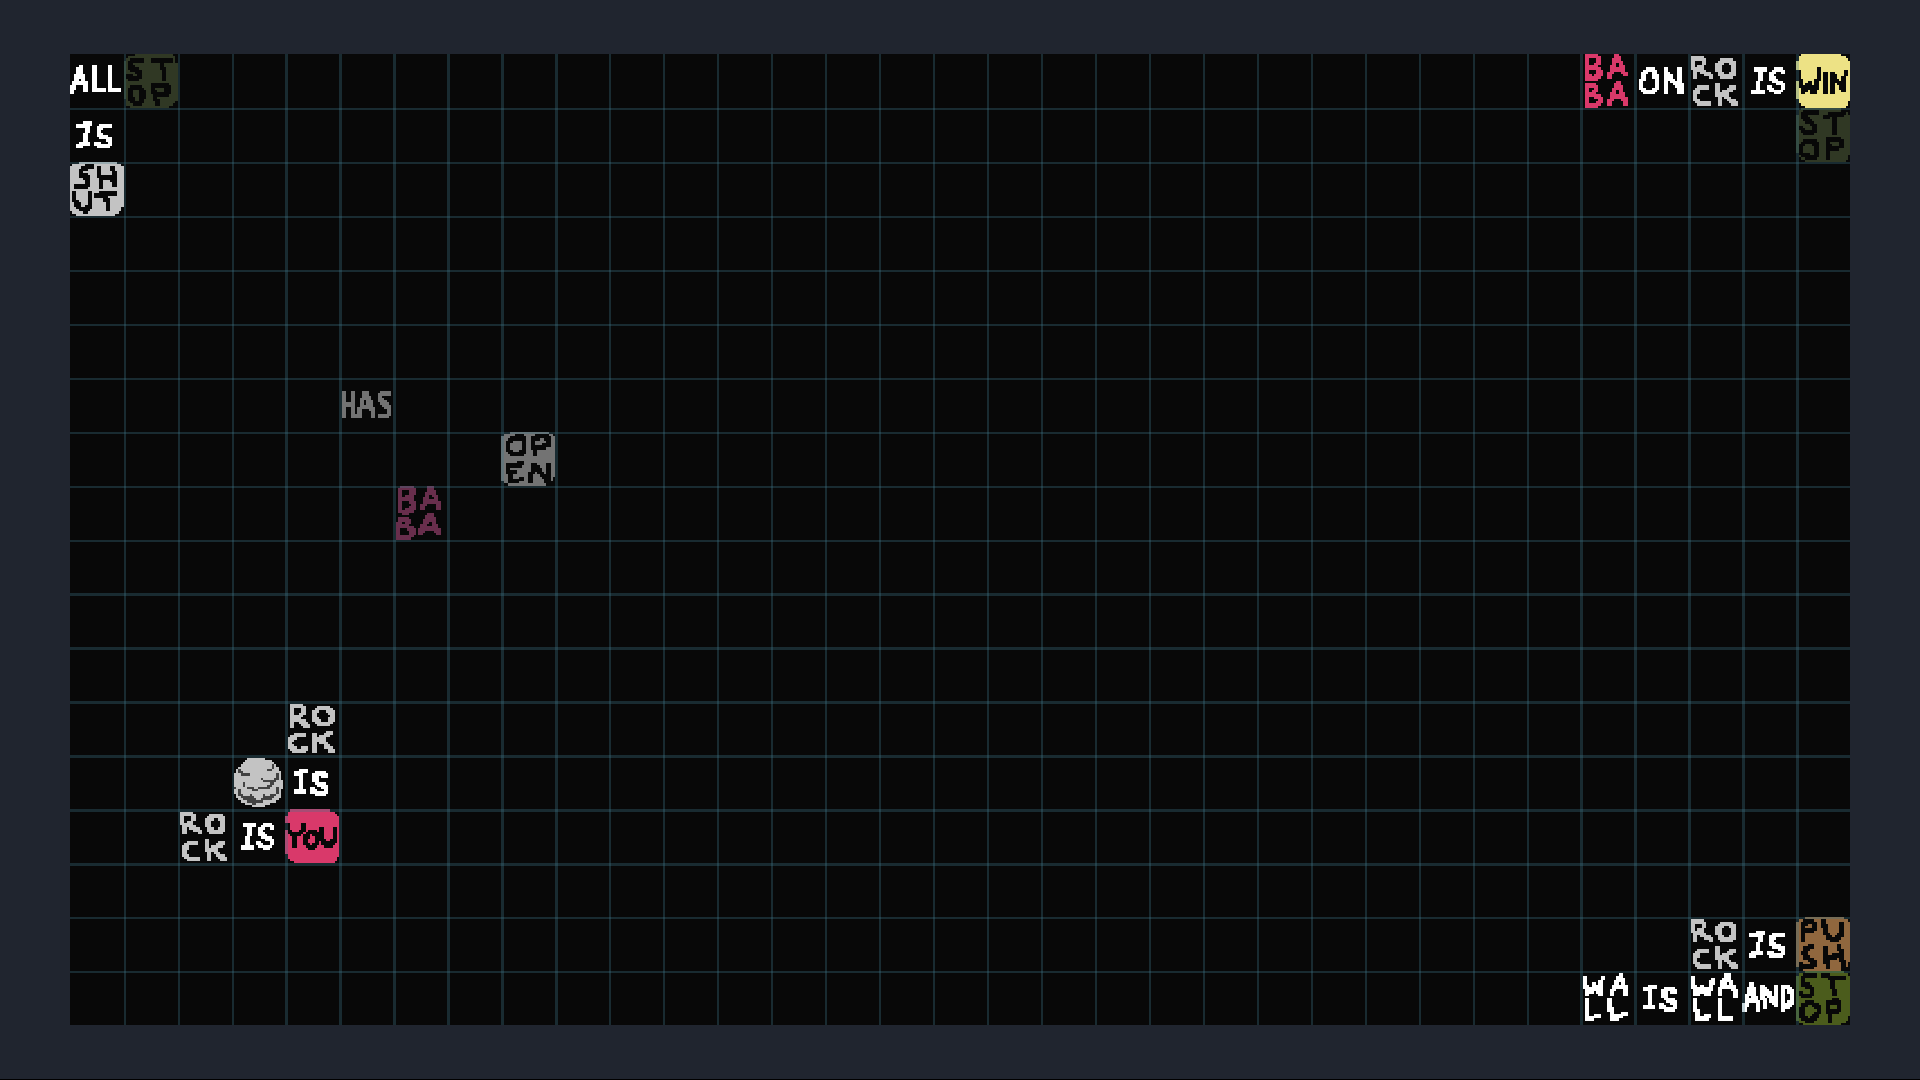 ALL STOP
BABA ON ROCK IS WIN
IS
STOP
SHUT
HAS
OPEN
BABA
ROCK
IS
ROCK IS YOU
ROCK IS PUSH
WALL IS WALL AND STOP